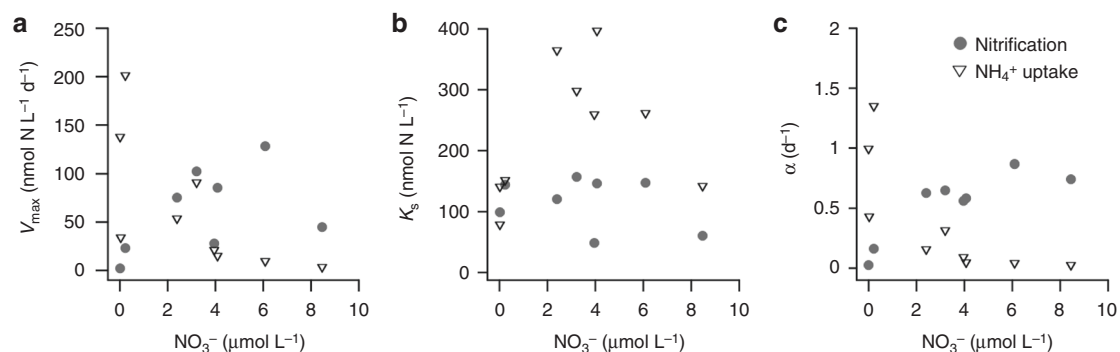 a
250
200
150
100
50
0
V_max (nmol N L⁻¹ d⁻¹)
0 2 4 6 8 10
NO₃⁻ (μmol L⁻¹)
b
400
300
200
100
0
K_s (nmol N L⁻¹)
0 2 4 6 8 10
NO₃⁻ (μmol L⁻¹)
c
2
1.5
1
0.5
0
α (d⁻¹)
Nitrification
NH₄⁺ uptake
0 2 4 6 8 10
NO₃⁻ (μmol L⁻¹)